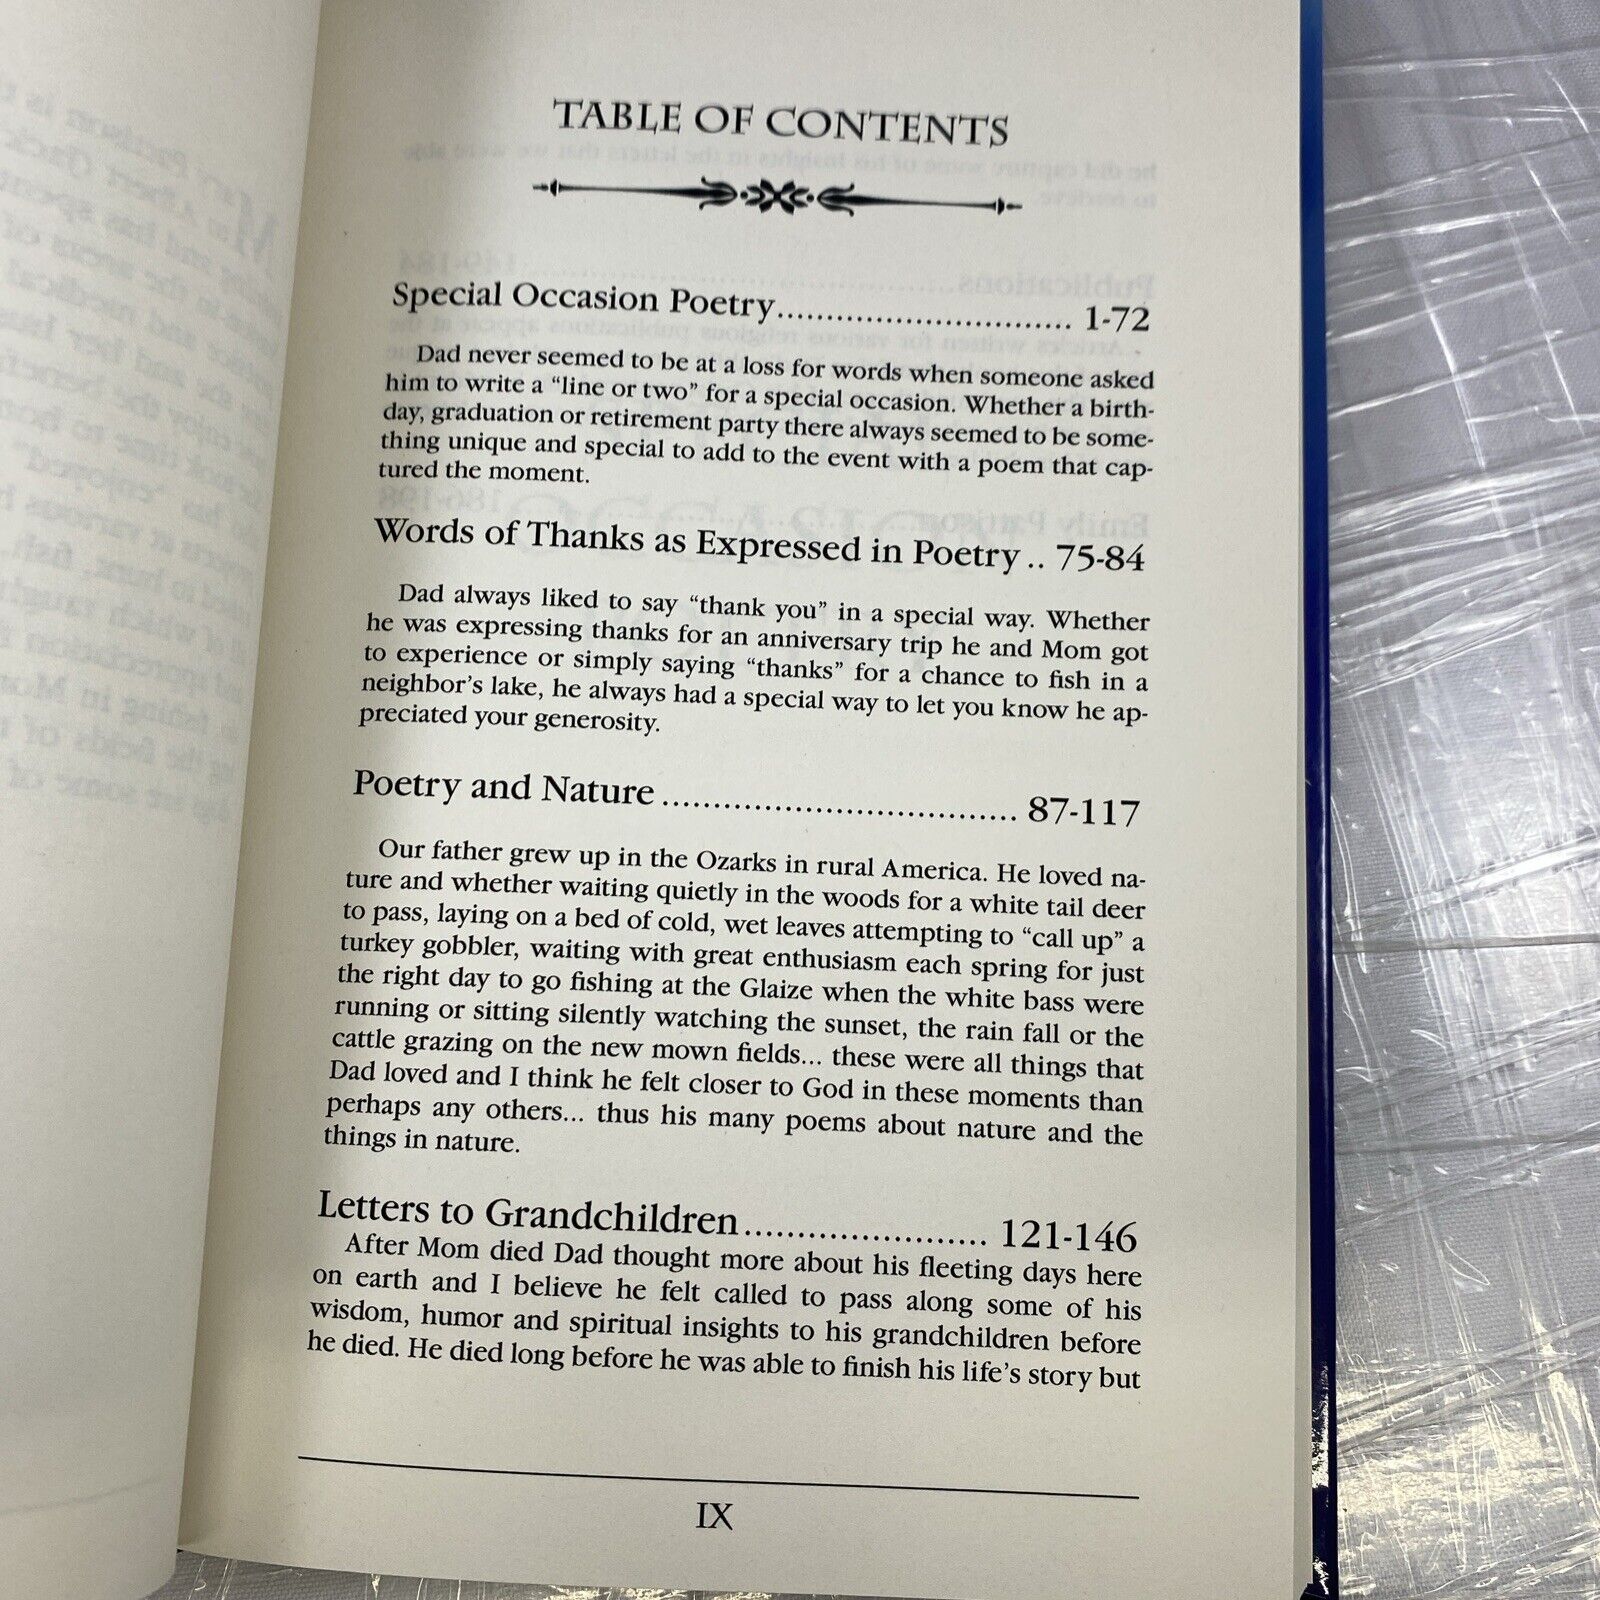 TABLE OF CONTENTS
Special Occasion Poetry............................. 1-72
Dad never seemed to be at a loss for words when someone asked
him to write a “line or two” for a special occasion. Whether a birth-
day, graduation or retirement party there always seemed to be some-
thing unique and special to add to the event with a poem that cap-
tured the moment.
Words of Thanks as Expressed in Poetry .. 75-84
Dad always liked to say “thank you” in a special way. Whether
he was expressing thanks for an anniversary trip he and Mom got
to experience or simply saying “thanks” for a chance to fish in a
neighbor’s lake, he always had a special way to let you know he ap-
preciated your generosity.
Poetry and Nature ................................... 87-117
Our father grew up in the Ozarks in rural America. He loved na-
ture and whether waiting quietly in the woods for a white tail deer
to pass, laying on a bed of cold, wet leaves attempting to “call up” a
turkey gobbler, waiting with great enthusiasm each spring for just
the right day to go fishing at the Glaize when the white bass were
running or sitting silently watching the sunset, the rain fall or the
cattle grazing on the new mown fields... these were all things that
Dad loved and I think he felt closer to God in these moments than
perhaps any others... thus his many poems about nature and the
things in nature.
Letters to Grandchildren........................ 121-146
After Mom died Dad thought more about his fleeting days here
on earth and I believe he felt called to pass along some of his
wisdom, humor and spiritual insights to his grandchildren before
he died. He died long before he was able to finish his life’s story but
IX